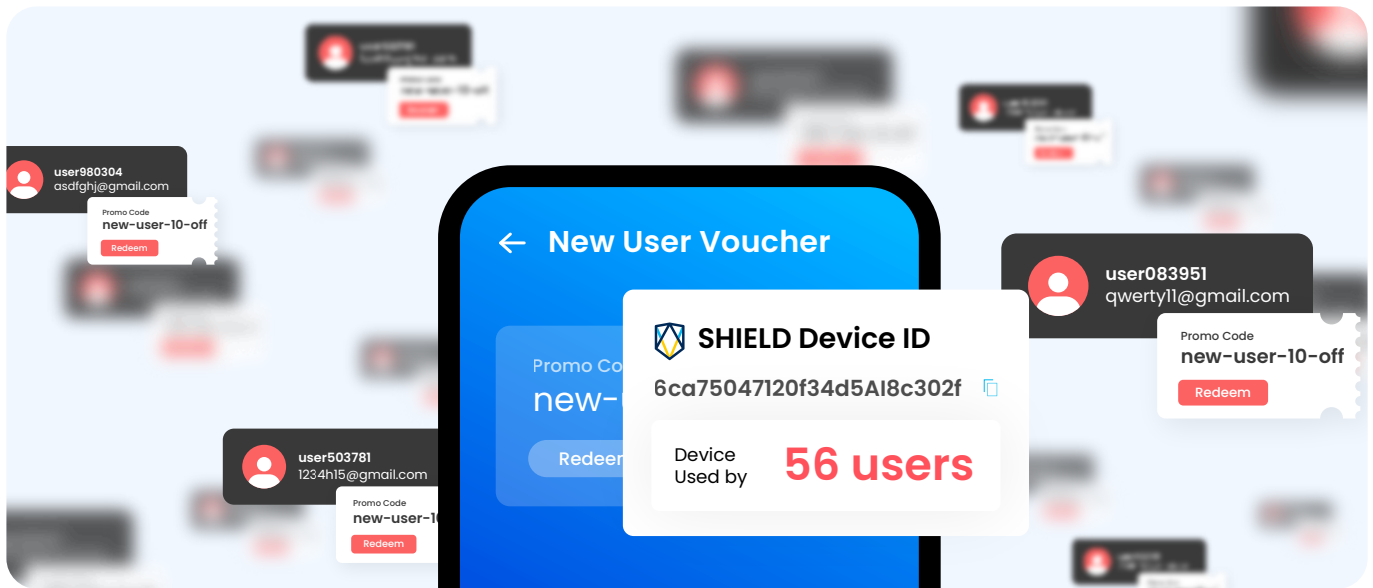 user980304
asdfghj@gmail.com
Promo Code
new-user-10-off
Redeem
New User Voucher
Promo Co
new-
Redeem
SHIELD Device ID
6ca75047120f34d5AI8c302f
Device
Used by
56 users
user083951
qwerty11@gmail.com
Promo Code
new-user-10-off
Redeem
user503781
1234h15@gmail.com
Promo Code
new-user-10
Redeem